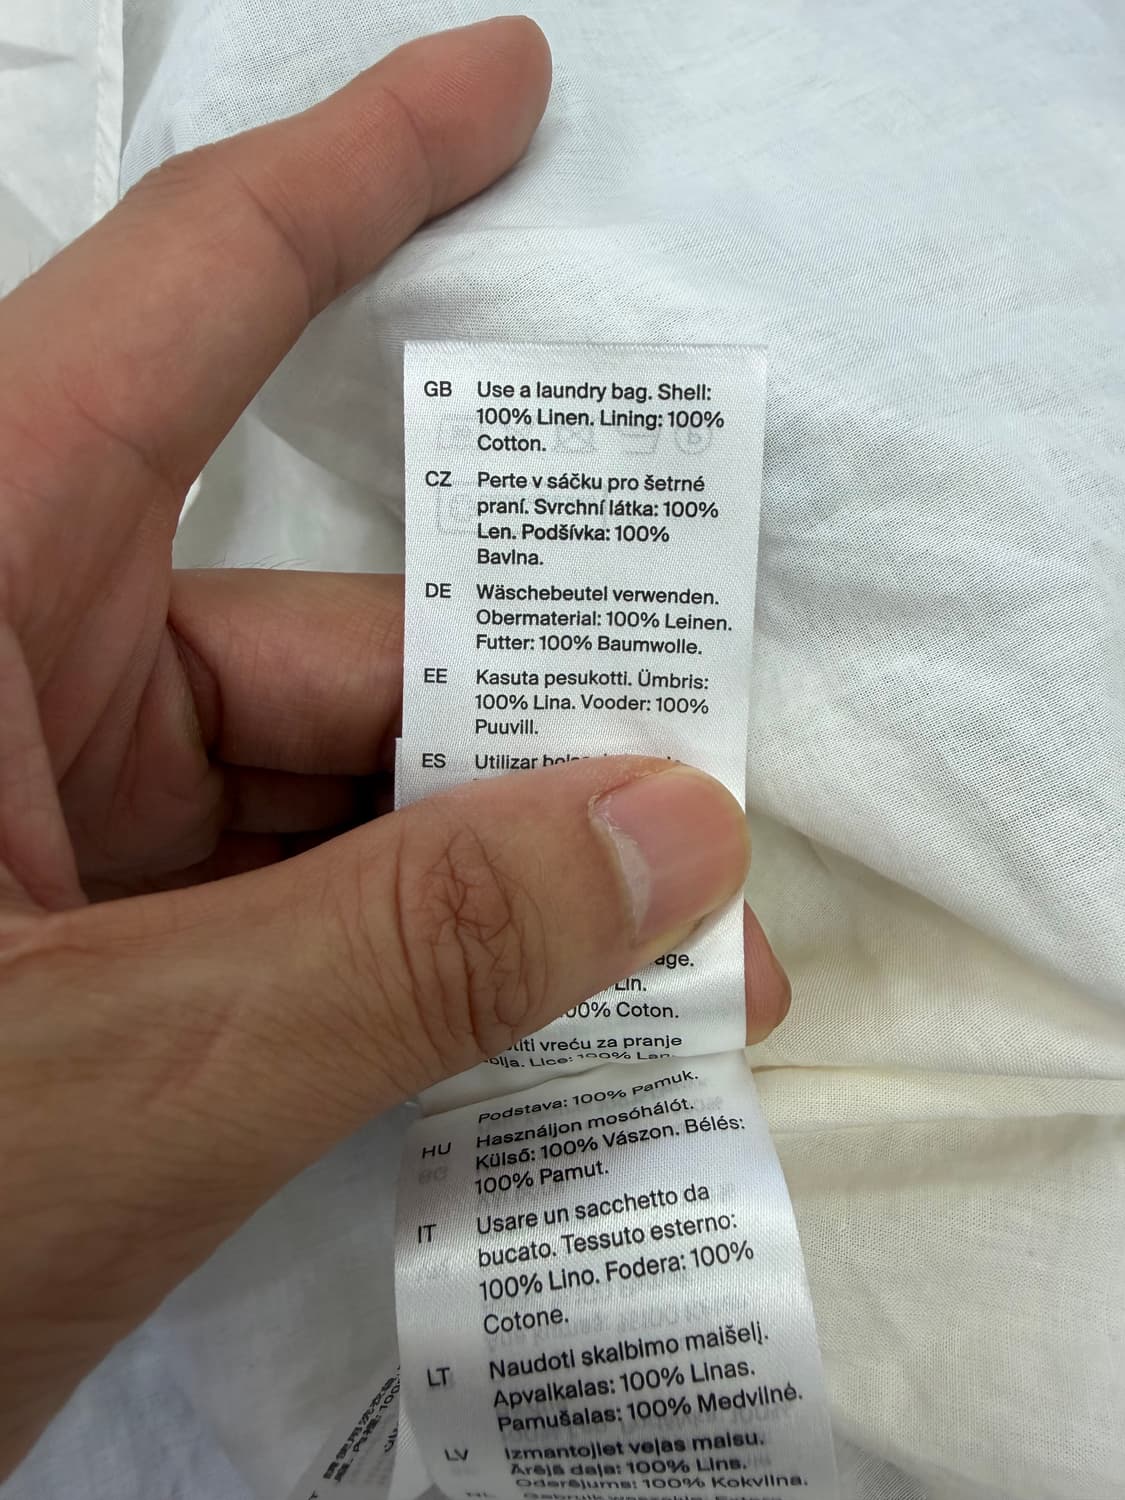 GB Use a laundry bag. Shell:
100% Linen. Lining: 100%
Cotton.
CZ Perte v sáčku pro šetrné
praní. Svrchní látka: 100%
Len. Podšívka: 100%
Bavlna.
DE Wäschebeutel verwenden.
Obermaterial: 100% Leinen.
Futter: 100% Baumwolle.
EE Kasuta pesukotti. Ümbris:
100% Lina. Vooder: 100%
Puuvill.
ES Utilizar
Coton.
vreću za pranje
Lice: 100% Lan.
Podstava: 100% Pamuk.
HU Használjon mosóhálót.
Külső: 100% Vászon. Bélés:
100% Pamut.
IT Usare un sacchetto da
bucato. Tessuto esterno:
100% Lino. Fodera: 100%
Cotone.
LT Naudoti skalbimo maišelį.
Apvalkalas: 100% Linas.
Pamušalas: 100% Medvilnė.
LV Izmantojiet veļas maisu.
Ārējā daļa: 100% Lins.
Oderējums: 100% Kokvilna.